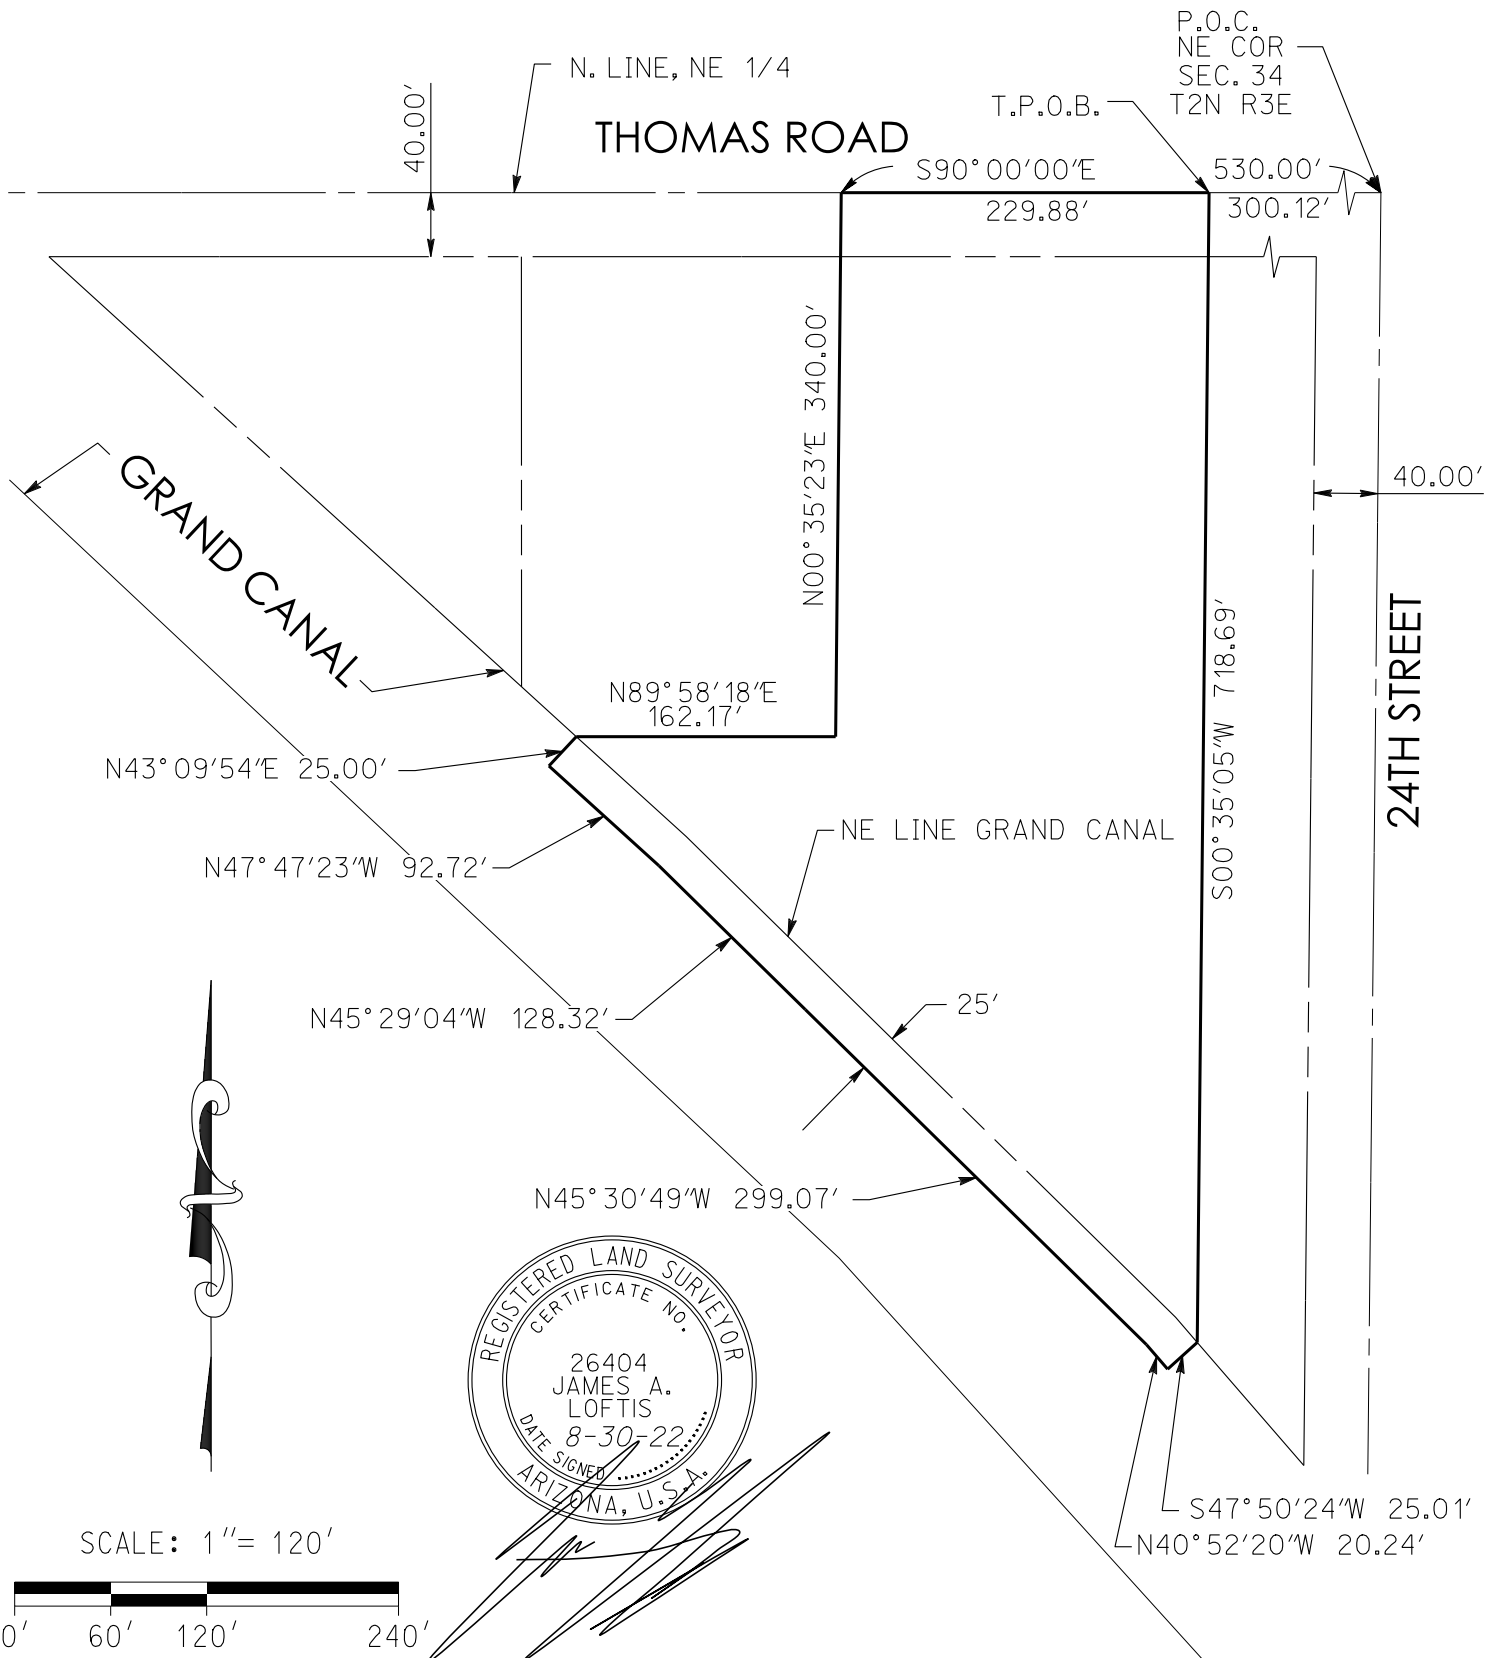 P.O.C.
NE COR
SEC. 34
T2N R3E
N. LINE, NE 1/4
T.P.O.B.
40.00'
THOMAS ROAD
S90°00'00"E
530.00'
229.88'
300.12'
N00°35'23"E 340.00'
40.00'
GRAND CANAL
24TH STREET
S00°35'05"W 718.69'
N89°58'18"E
162.17'
N43°09'54"E 25.00'
NE LINE GRAND CANAL
N47°47'23"W 92.72'
25'
N45°29'04"W 128.32'
N45°30'49"W 299.07'
REGISTERED LAND SURVEYOR
CERTIFICATE NO.
26404
JAMES A.
LOFTIS
8-30-22
DATE SIGNED
ARIZONA, U.S.A.
S47°50'24"W 25.01'
N40°52'20"W 20.24'
SCALE: 1"= 120'
0' 60' 120' 240'